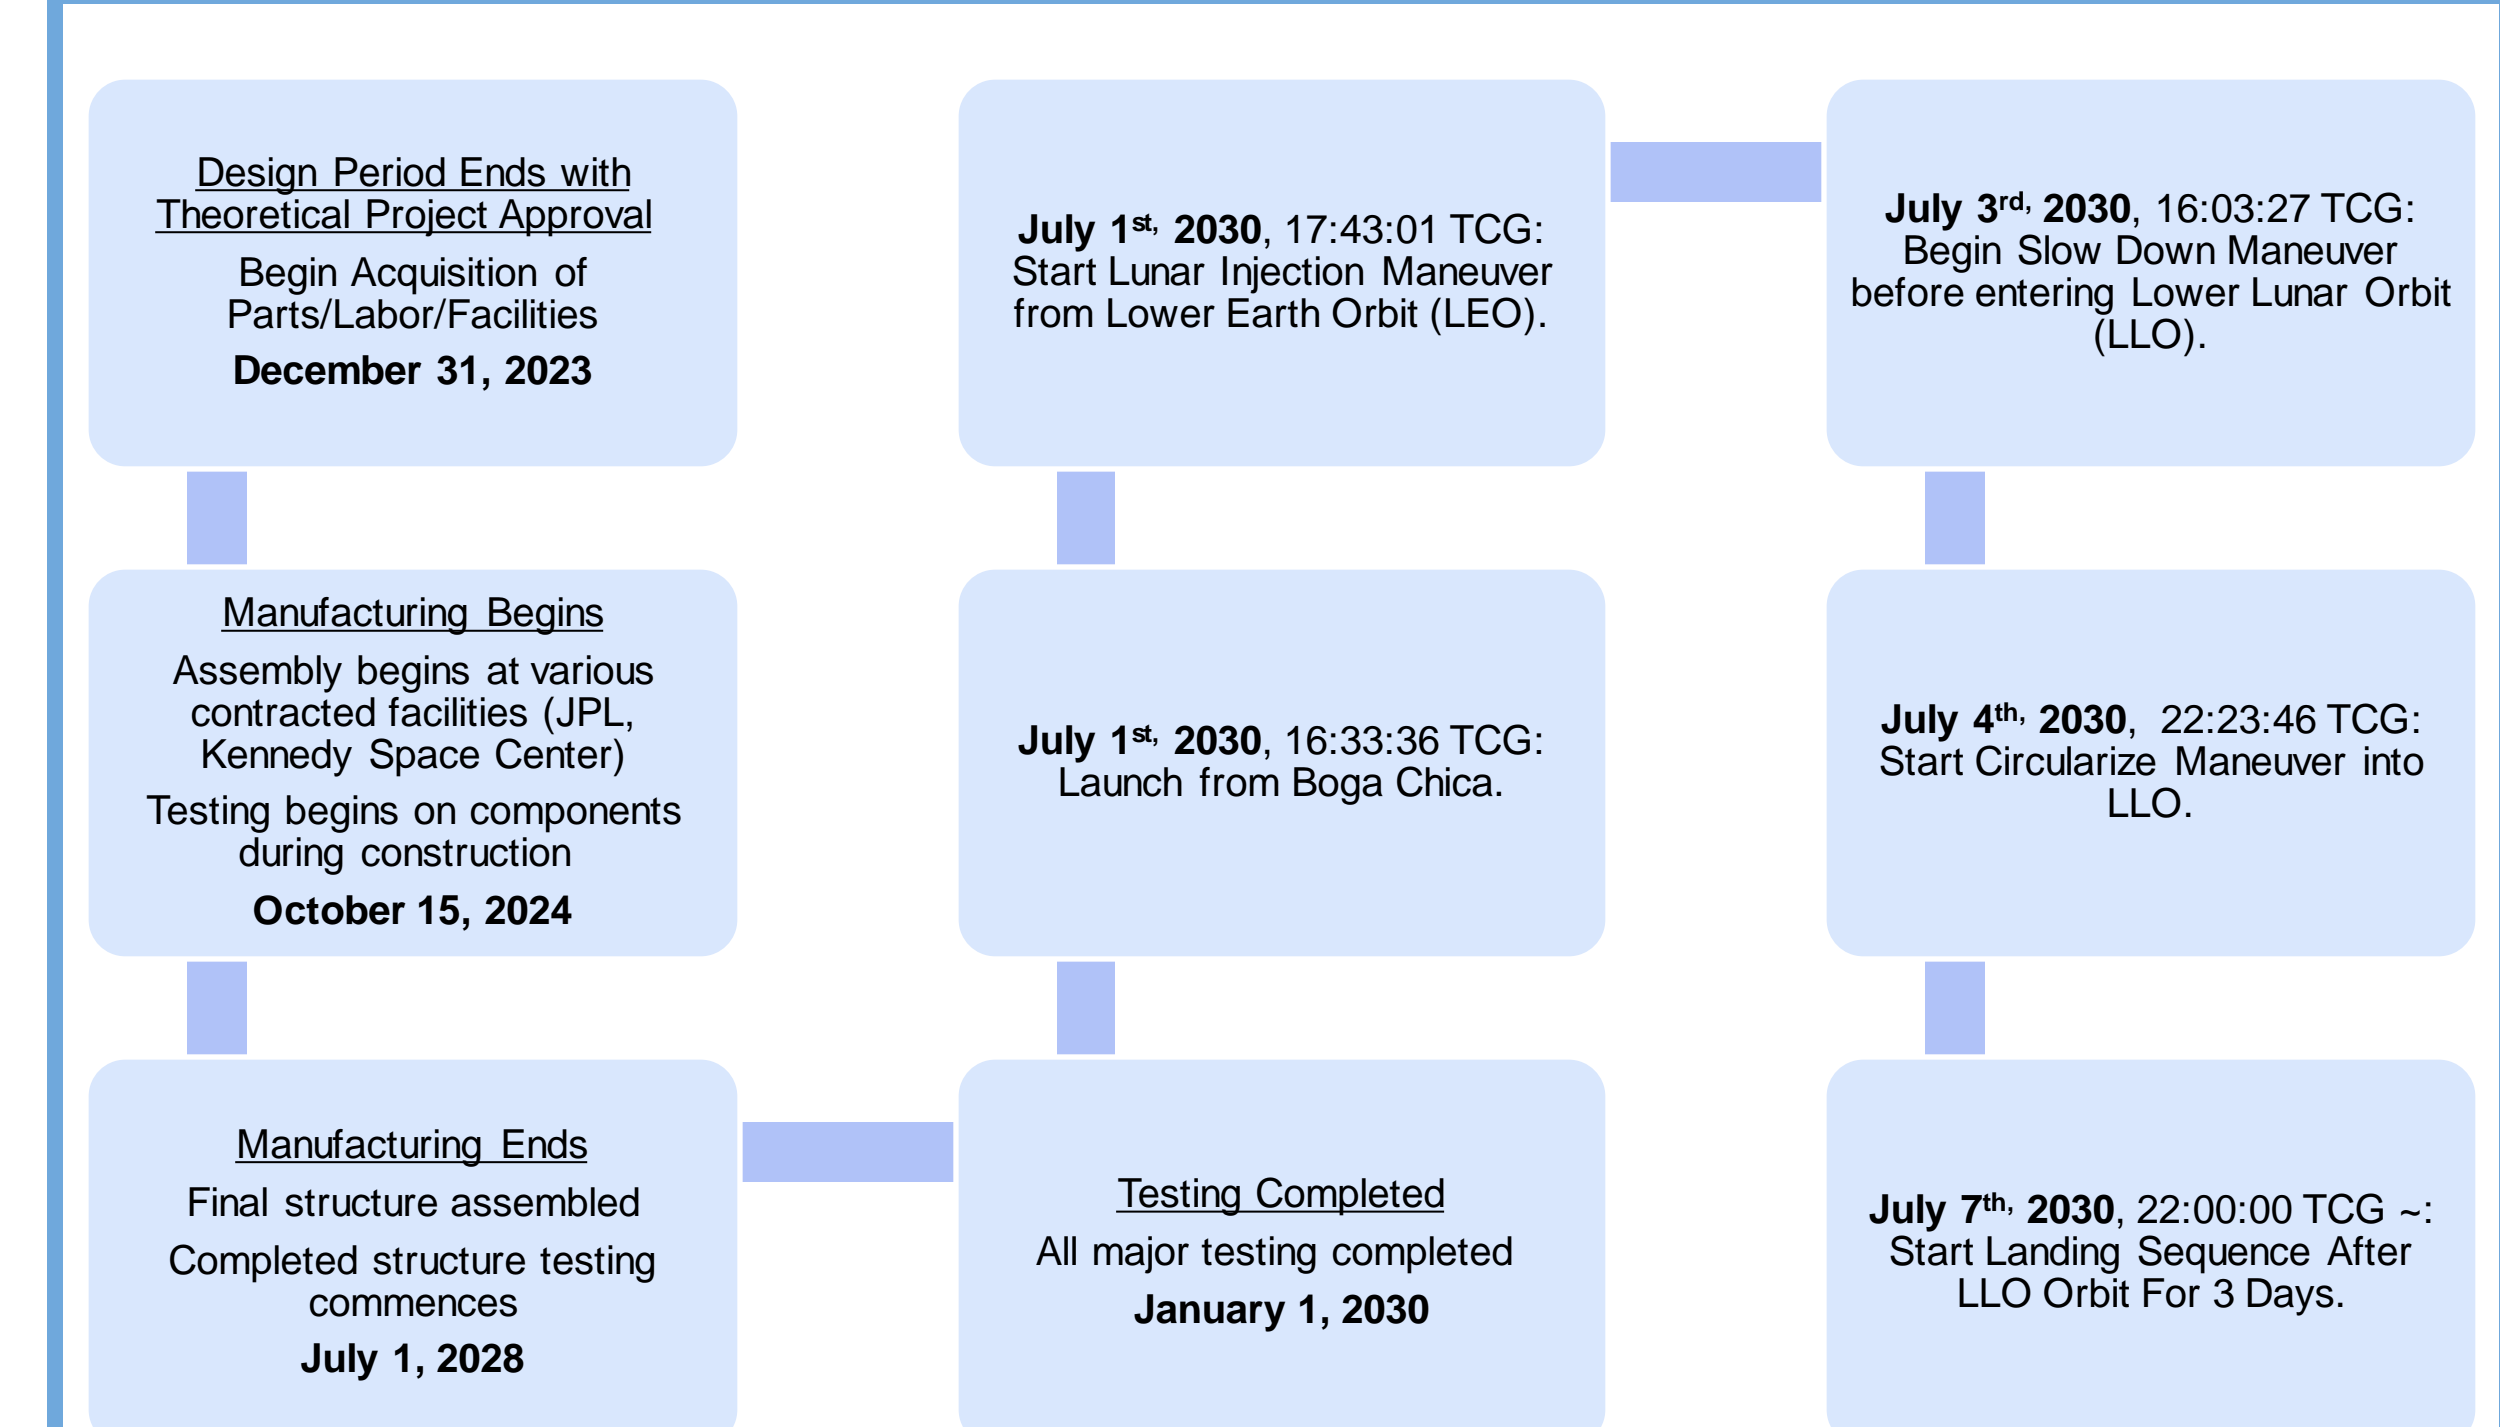 Design Period Ends with
Theoretical Project Approval
Begin Acquisition of
Parts/Labor/Facilities
December 31, 2023
Manufacturing Begins
Assembly begins at various
contracted facilities (JPL,
Kennedy Space Center)
Testing begins on components
during construction
October 15, 2024
Manufacturing Ends
Final structure assembled
Completed structure testing
commences
July 1, 2028
Testing Completed
All major testing completed
January 1, 2030
July 1st, 2030, 16:33:36 TCG:
Launch from Boga Chica.
July 1st, 2030, 17:43:01 TCG:
Start Lunar Injection Maneuver
from Lower Earth Orbit (LEO).
July 3rd, 2030, 16:03:27 TCG:
Begin Slow Down Maneuver
before entering Lower Lunar Orbit
(LLO).
July 4th, 2030, 22:23:46 TCG:
Start Circularize Maneuver into
LLO.
July 7th, 2030, 22:00:00 TCG ~:
Start Landing Sequence After
LLO Orbit For 3 Days.